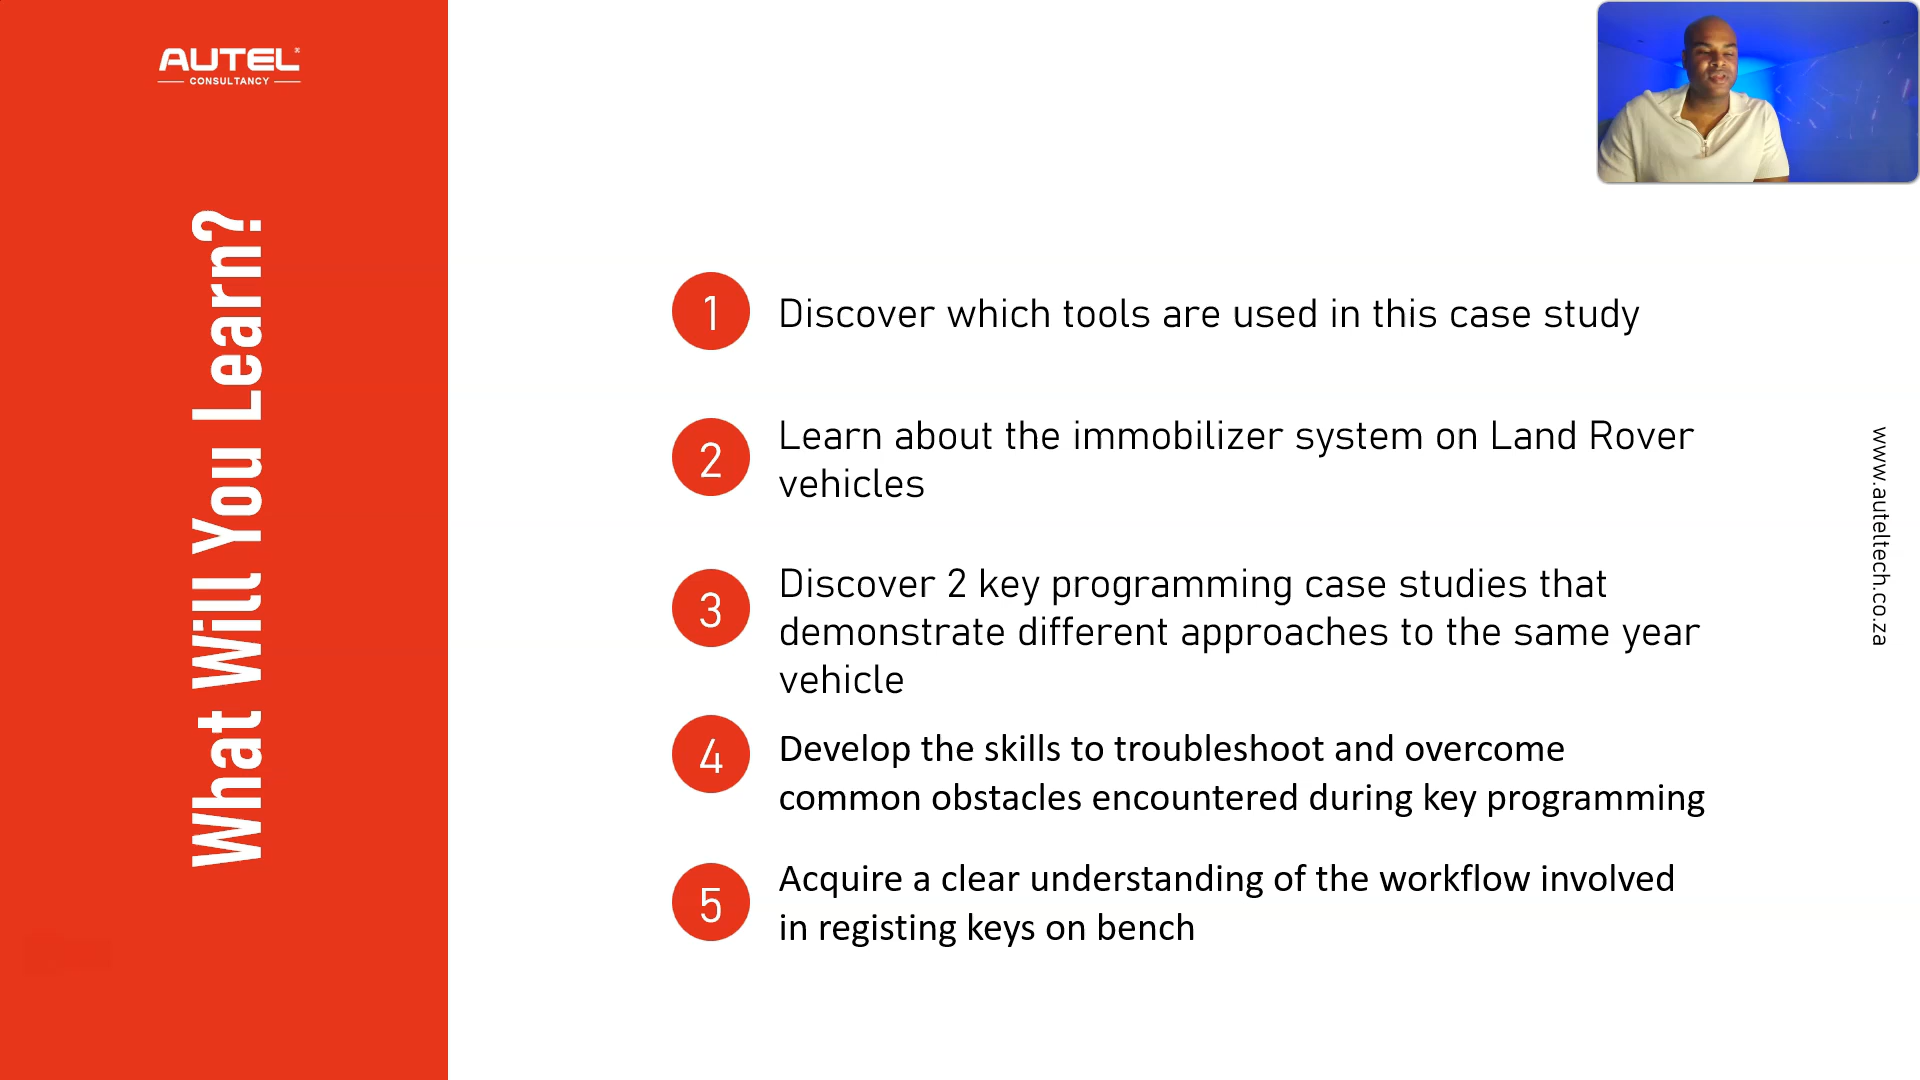 AUTEL®
CONSULTANCY
What Will You Learn?
1
Discover which tools are used in this case study
2
Learn about the immobilizer system on Land Rover
vehicles
3
Discover 2 key programming case studies that
demonstrate different approaches to the same year
vehicle
4
Develop the skills to troubleshoot and overcome
common obstacles encountered during key programming
5
Acquire a clear understanding of the workflow involved
in registing keys on bench
www.auteltech.co.za